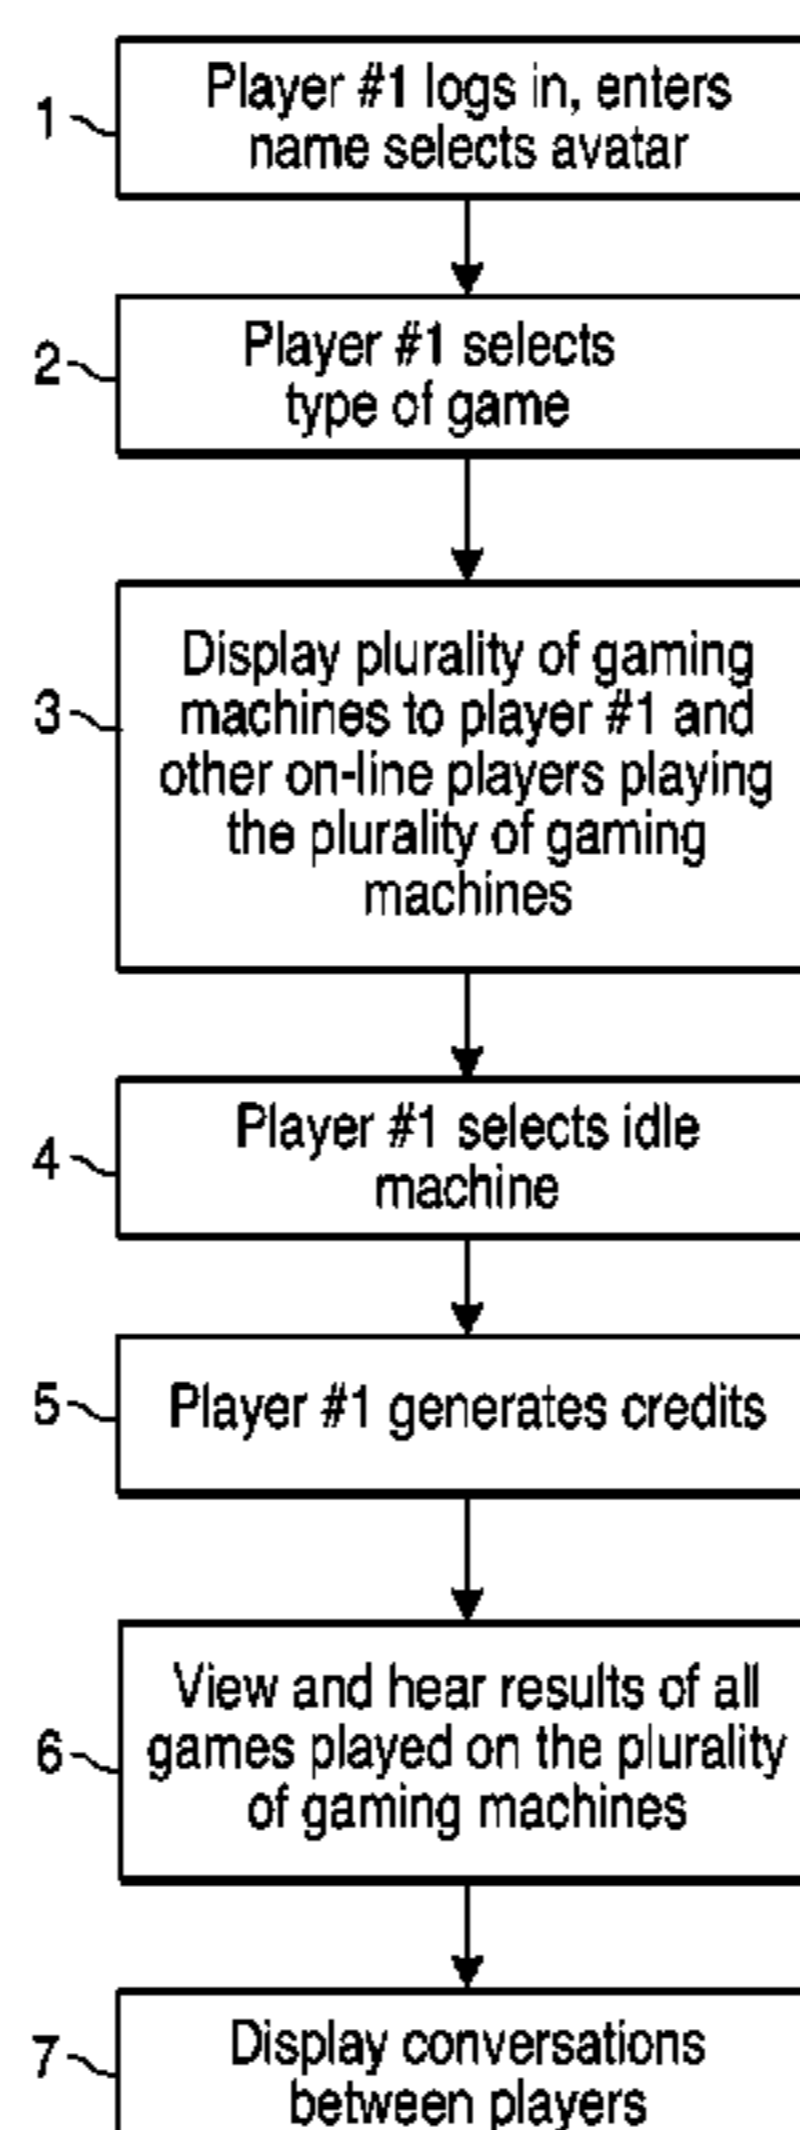 1
Player #1 logs in, enters
name selects avatar
2
Player #1 selects
type of game
3
Display plurality of gaming
machines to player #1 and
other on-line players playing
the plurality of gaming
machines
4
Player #1 selects idle
machine
5
Player #1 generates credits
6
View and hear results of all
games played on the plurality
of gaming machines
7
Display conversations
between players